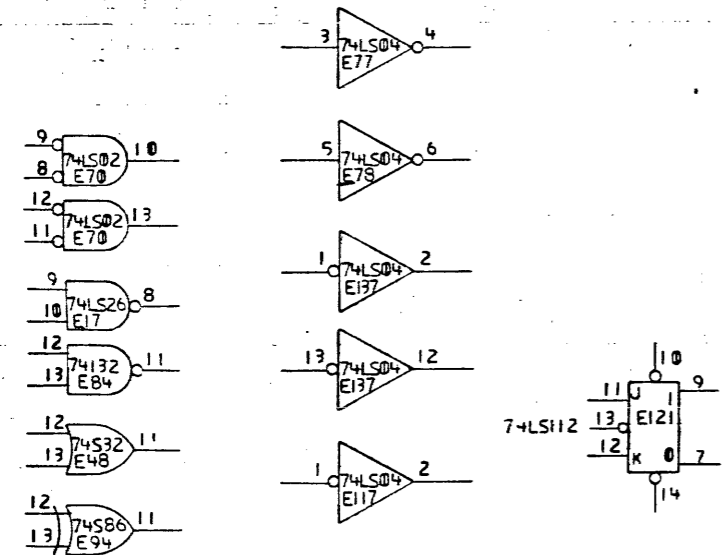 3 74LS04 4
E77
9 74LS02 10
8 E70
5 74LS04 6
E78
12 74LS02 13
11 E70
9 74LS26 8
10 E17
1 74LS04 2
E137
12 74132 11
13 E84
13 74LS04 12
E137
12 74S32 11
13 E48
1 74LS04 2
E117
12 74S86 11
13 E94
10
11 J 1 9
74LS112 13 E121
12 K 0 7
14